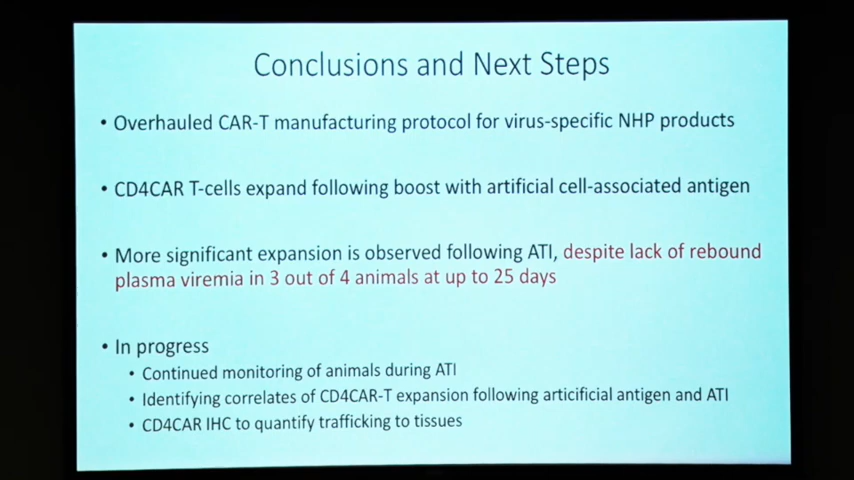 Conclusions and Next Steps
• Overhauled CAR-T manufacturing protocol for virus-specific NHP products
• CD4CAR T-cells expand following boost with artificial cell-associated antigen
• More significant expansion is observed following ATI, despite lack of rebound
plasma viremia in 3 out of 4 animals at up to 25 days
• In progress
• Continued monitoring of animals during ATI
• Identifying correlates of CD4CAR-T expansion following articificial antigen and ATI
• CD4CAR IHC to quantify trafficking to tissues